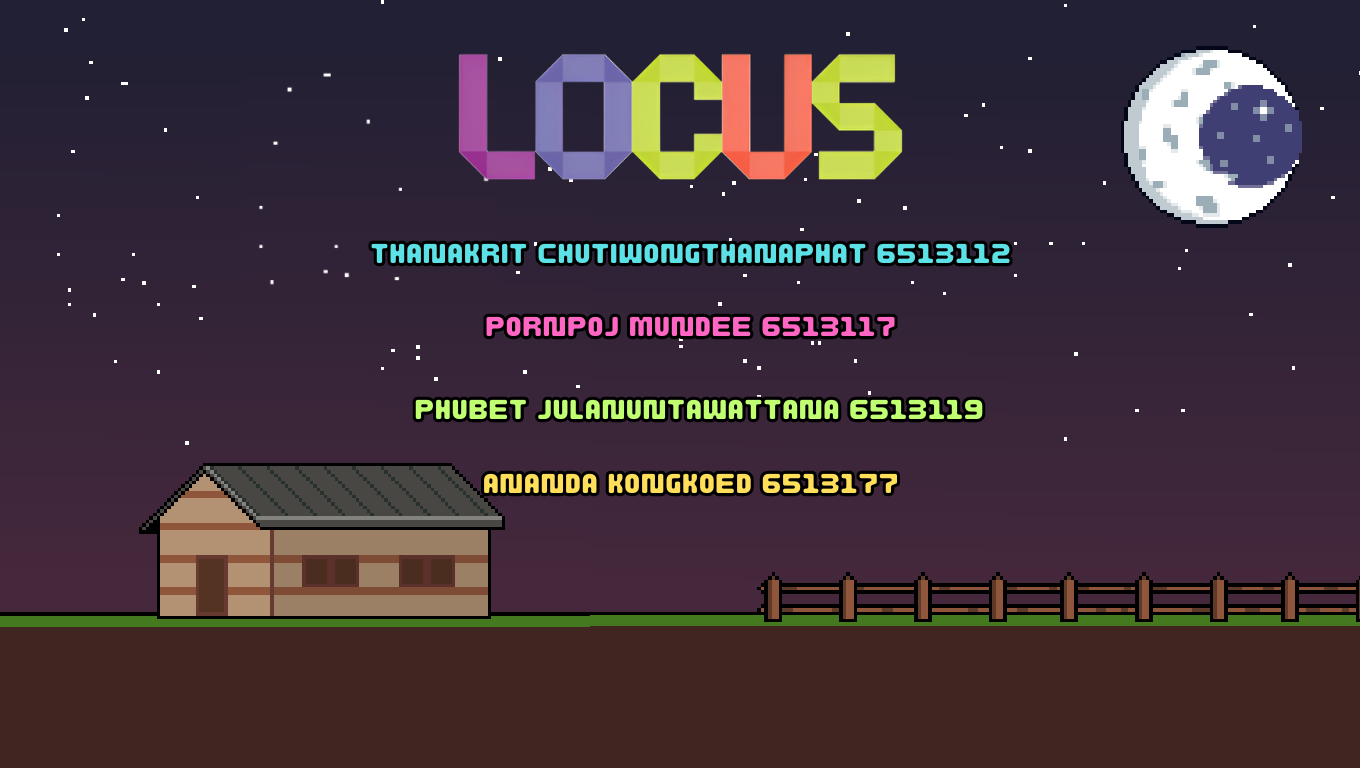 LOCUS
THANAKRIT CHUTIWONGTHANAPHAT 6513112
PORNPOJ MUNDEE 6513117
PHUBET JULANUNTAWATTANA 6513119
ANANDA KONGKOED 6513177